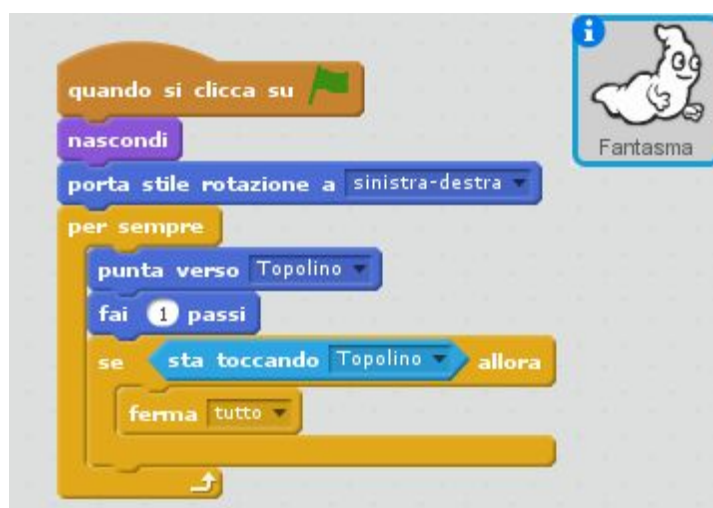 quando si clicca su
nascondi
porta stile rotazione a sinistra-destra
per sempre
punta verso Topolino
fai 1 passi
se sta toccando Topolino allora
ferma tutto
i
Fantasma